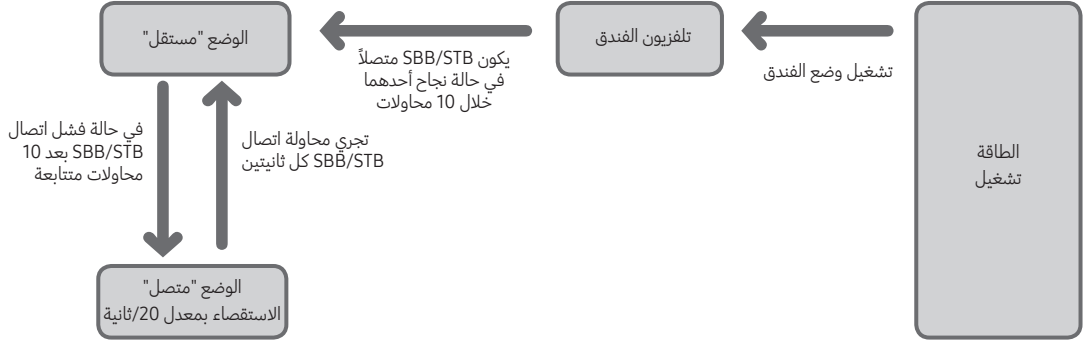 الطاقة
تشغيل
تشغيل وضع الفندق
تلفزيون الفندق
يكون SBB/STB متصلاً
في حالة نجاح أحدهما
خلال 10 محاولات
الوضع "مستقل"
في حالة فشل اتصال
SBB/STB بعد 10
محاولات متتابعة
تجري محاولة اتصال
SBB/STB كل ثانيتين
الوضع "متصل"
الاستقصاء بمعدل 20/ثانية